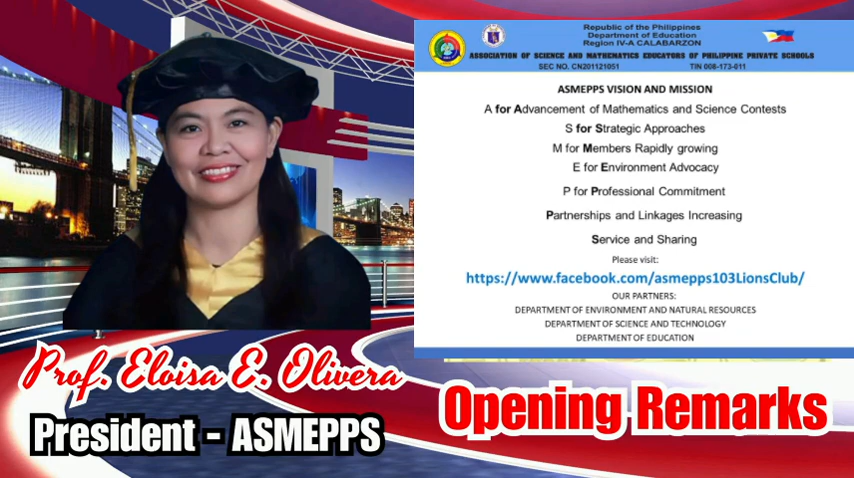 Republic of the Philippines
Department of Education
Region IV-A CALABARZON
ASSOCIATION OF SCIENCE AND MATHEMATICS EDUCATORS OF PHILIPPINE PRIVATE SCHOOLS
SEC NO. CN201121051 TIN 008-173-011
ASMEPPS VISION AND MISSION
A for Advancement of Mathematics and Science Contests
S for Strategic Approaches
M for Members Rapidly growing
E for Environment Advocacy
P for Professional Commitment
Partnerships and Linkages Increasing
Service and Sharing
Please visit:
https://www.facebook.com/asmepps103LionsClub/
OUR PARTNERS:
DEPARTMENT OF ENVIRONMENT AND NATURAL RESOURCES
DEPARTMENT OF SCIENCE AND TECHNOLOGY
DEPARTMENT OF EDUCATION
Prof. Eloisa E. Olivera
President - ASMEPPS
Opening Remarks